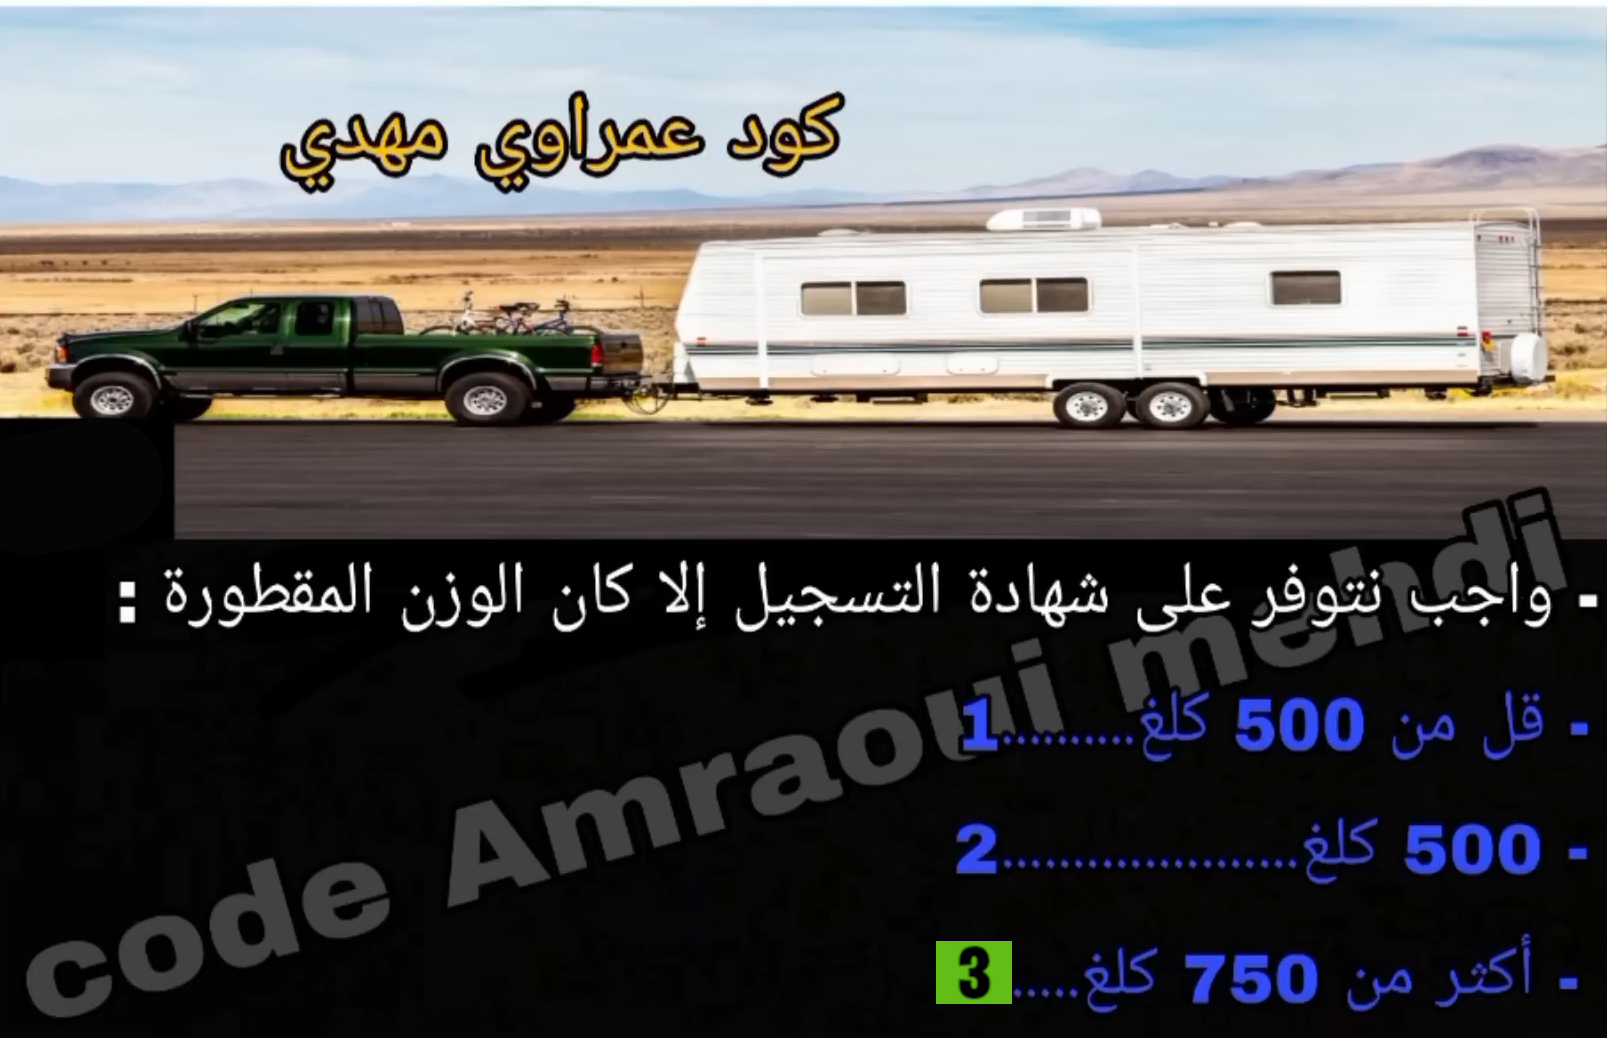 كود عمراوي مهدي
- واجب نتوفر على شهادة التسجيل إلا كان الوزن المقطورة :
- قل من 500 كلغ..........1
- 500 كلغ.....................2
- أكثر من 750 كلغ.....3
code Amraoui mehdi